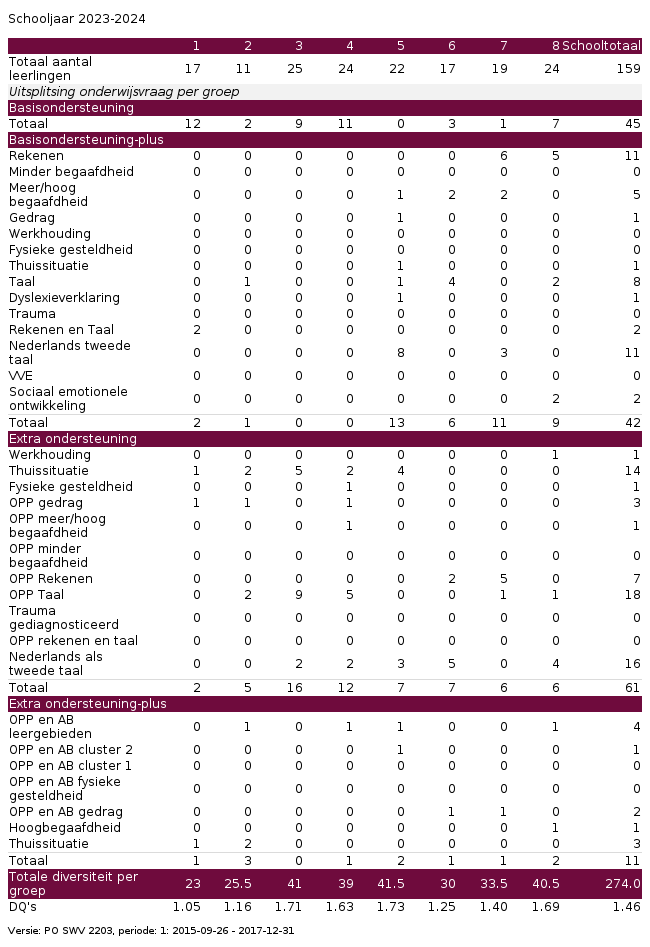 Schooljaar 2023-2024
1 2 3 4 5 6 7 8 Schooltotaal
Totaal aantal
leerlingen 17 11 25 24 22 17 19 24 159
Uitsplitsing onderwijsvraag per groep
Basisondersteuning
Totaal 12 2 9 11 0 3 1 7 45
Basisondersteuning-plus
Rekenen 0 0 0 0 0 0 6 5 11
Minder begaafdheid 0 0 0 0 0 0 0 0 0
Meer/hoog
begaafdheid 0 0 0 0 1 2 2 0 5
Gedrag 0 0 0 0 1 0 0 0 1
Werkhouding 0 0 0 0 0 0 0 0 0
Fysieke gesteldheid 0 0 0 0 0 0 0 0 0
Thuissituatie 0 0 0 0 1 0 0 0 1
Taal 0 1 0 0 1 4 0 2 8
Dyslexieverklaring 0 0 0 0 1 0 0 0 1
Trauma 0 0 0 0 0 0 0 0 0
Rekenen en Taal 2 0 0 0 0 0 0 0 2
Nederlands tweede
taal 0 0 0 0 8 0 3 0 11
VVE 0 0 0 0 0 0 0 0 0
Sociaal emotionele
ontwikkeling 0 0 0 0 0 0 0 2 2
Totaal 2 1 0 0 13 6 11 9 42
Extra ondersteuning
Werkhouding 0 0 0 0 0 0 0 1 1
Thuissituatie 1 2 5 2 4 0 0 0 14
Fysieke gesteldheid 0 0 0 1 0 0 0 0 1
OPP gedrag 1 1 0 1 0 0 0 0 3
OPP meer/hoog
begaafdheid 0 0 0 1 0 0 0 0 1
OPP minder
begaafdheid 0 0 0 0 0 0 0 0 0
OPP Rekenen 0 0 0 0 0 2 5 0 7
OPP Taal 0 2 9 5 0 0 1 1 18
Trauma
gediagnosticeerd 0 0 0 0 0 0 0 0 0
OPP rekenen en taal 0 0 0 0 0 0 0 0 0
Nederlands als
tweede taal 0 0 2 2 3 5 0 4 16
Totaal 2 5 16 12 7 7 6 6 61
Extra ondersteuning-plus
OPP en AB
leergebieden 0 1 0 1 1 0 0 1 4
OPP en AB cluster 2 0 0 0 0 1 0 0 0 1
OPP en AB cluster 1 0 0 0 0 0 0 0 0 0
OPP en AB fysieke
gesteldheid 0 0 0 0 0 0 0 0 0
OPP en AB gedrag 0 0 0 0 0 1 1 0 2
Hoogbegaafdheid 0 0 0 0 0 0 0 1 1
Thuissituatie 1 2 0 0 0 0 0 0 3
Totaal 1 3 0 1 2 1 1 2 11
Totale diversiteit per
groep 23 25.5 41 39 41.5 30 33.5 40.5 274.0
DQ's 1.05 1.16 1.71 1.63 1.73 1.25 1.40 1.69 1.46
Versie: PO SWV 2203, periode: 1: 2015-09-26 - 2017-12-31